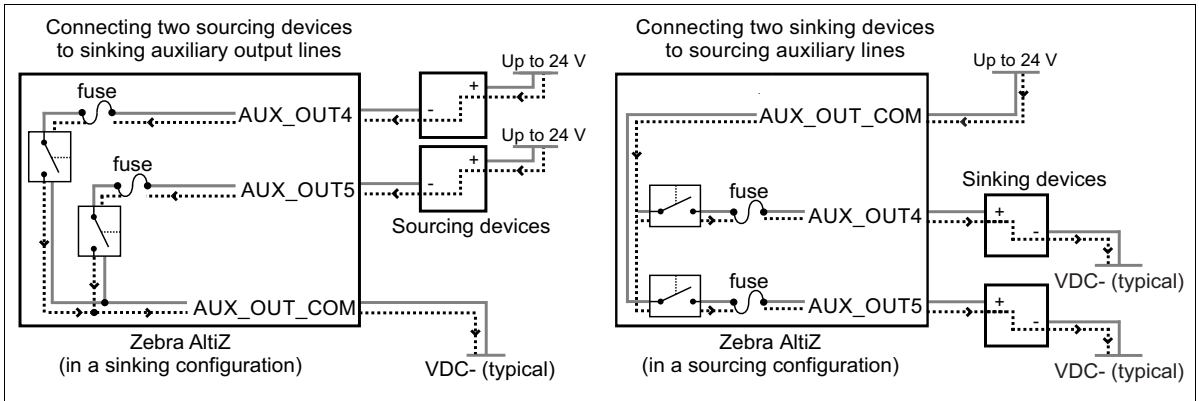 Connecting two sourcing devices
to sinking auxiliary output lines
Up to 24 V
fuse
AUX_OUT4
- +
Up to 24 V
fuse
AUX_OUT5
- +
Sourcing devices
AUX_OUT_COM
Zebra AltiZ
(in a sinking configuration)
VDC- (typical)
Connecting two sinking devices
to sourcing auxiliary lines
Up to 24 V
AUX_OUT_COM
Sinking devices
fuse
AUX_OUT4
+ -
VDC- (typical)
fuse
AUX_OUT5
+ -
Zebra AltiZ
(in a sourcing configuration)
VDC- (typical)